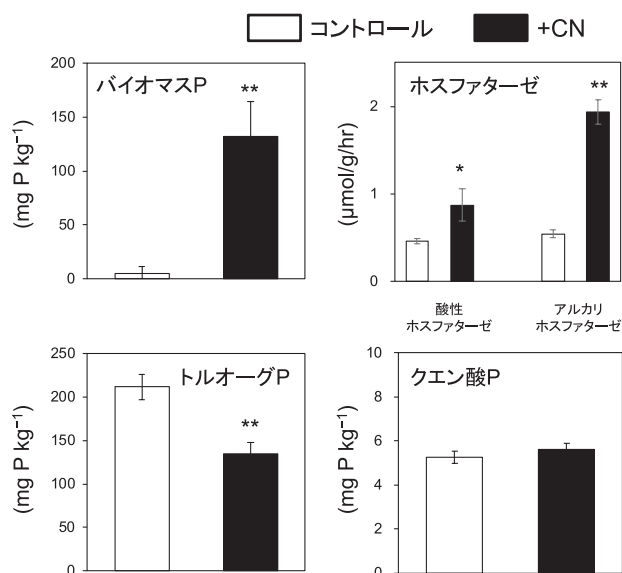 コントロール +CN
バイオマスP
(mg P kg⁻¹)
200
150
100
50
0
**
ホスファターゼ
(μmol/g/hr)
2
1
0
*
**
酸性
ホスファターゼ
アルカリ
ホスファターゼ
トルオーグP
(mg P kg⁻¹)
250
200
150
100
50
0
**
クエン酸P
(mg P kg⁻¹)
10
8
6
4
2
0